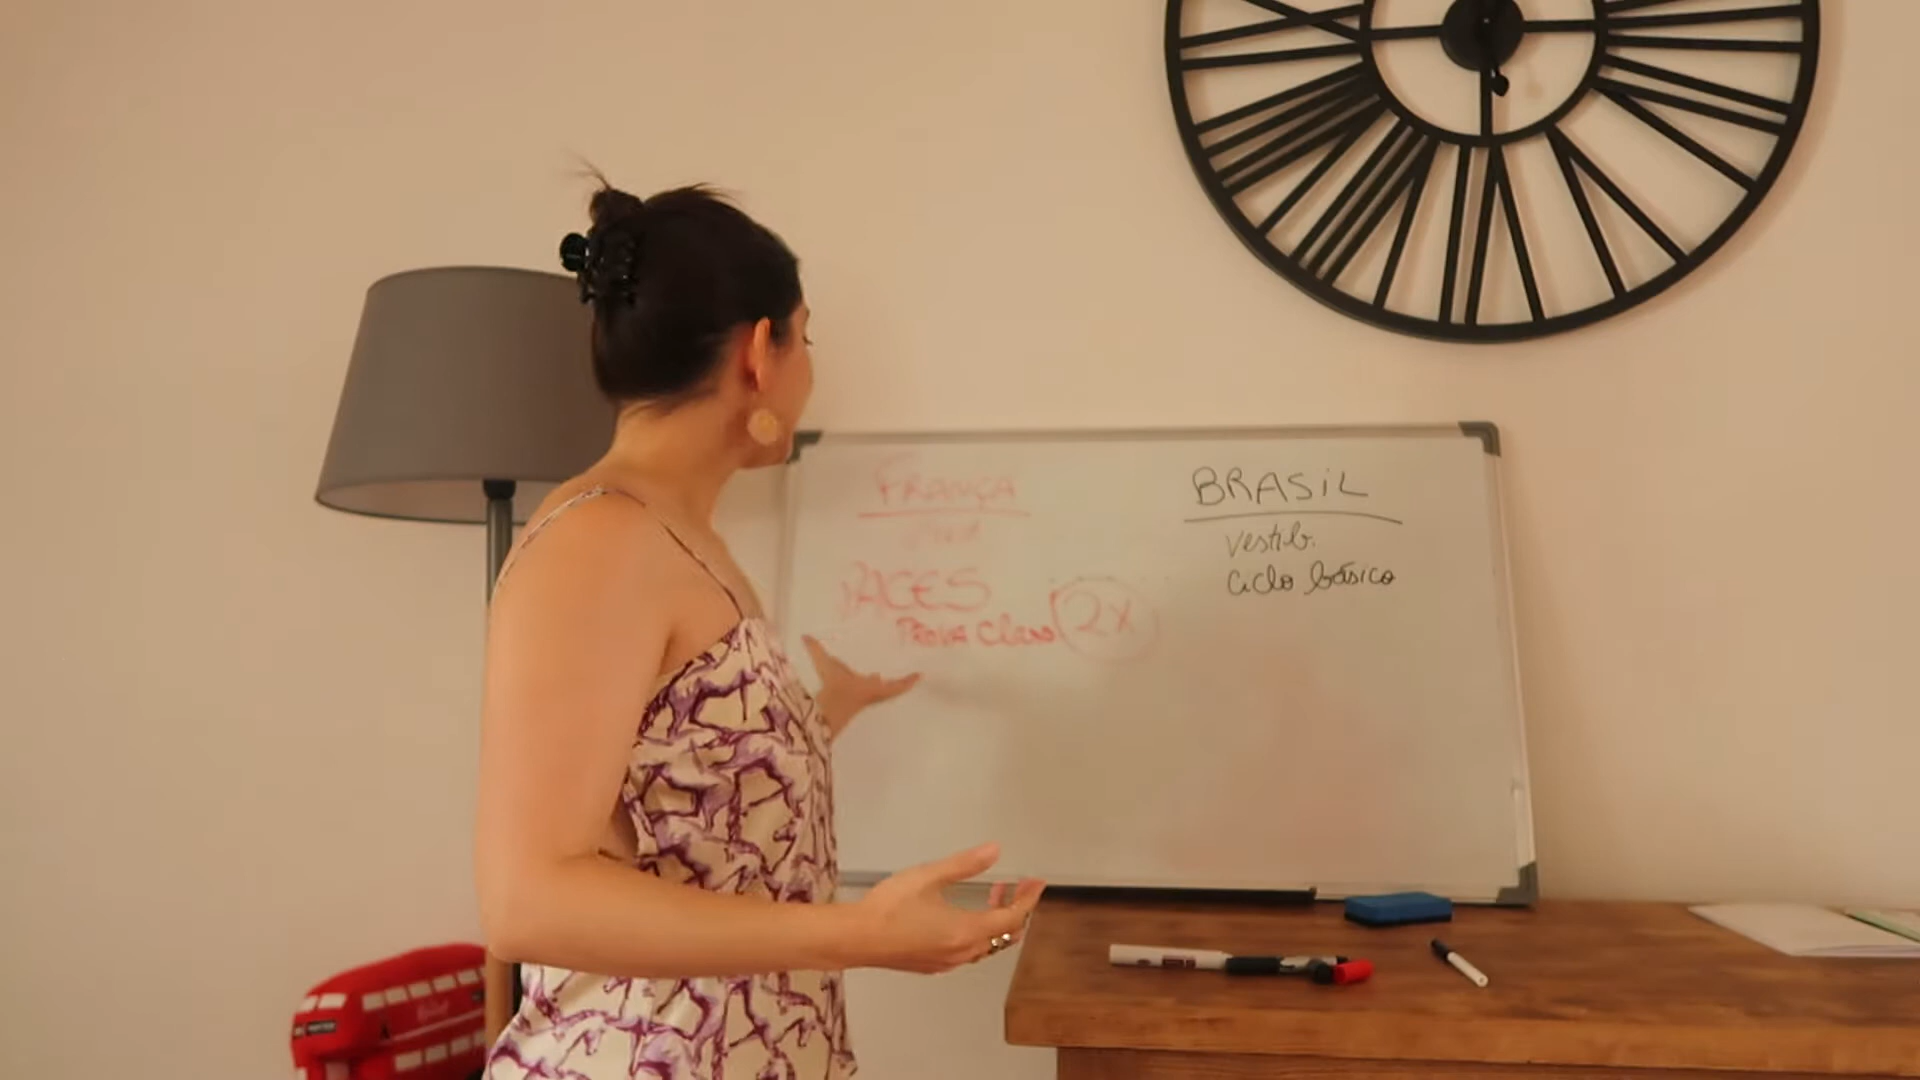 FRANÇA
PACES
PROVA Class 2x
BRASIL
Vestib.
Ciclo básico